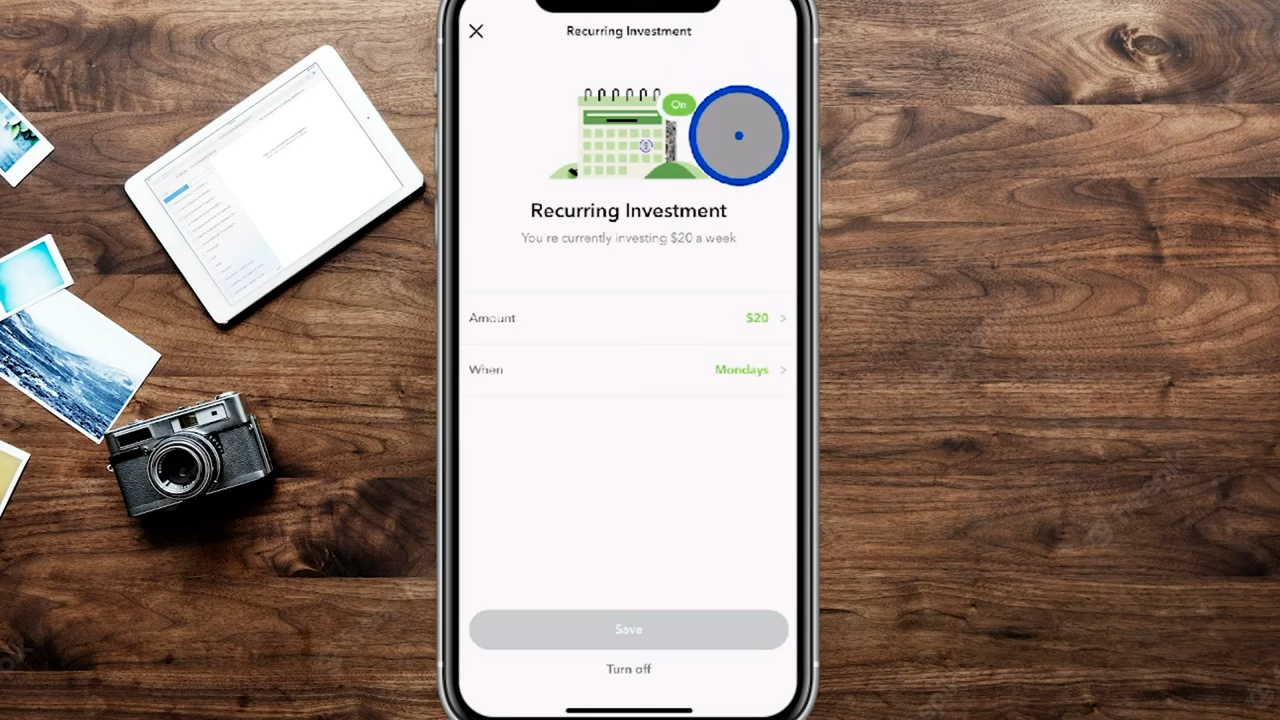 Recurring Investment
On
Recurring Investment
You're currently investing $20 a week
Amount $20
When Mondays
Save
Turn off